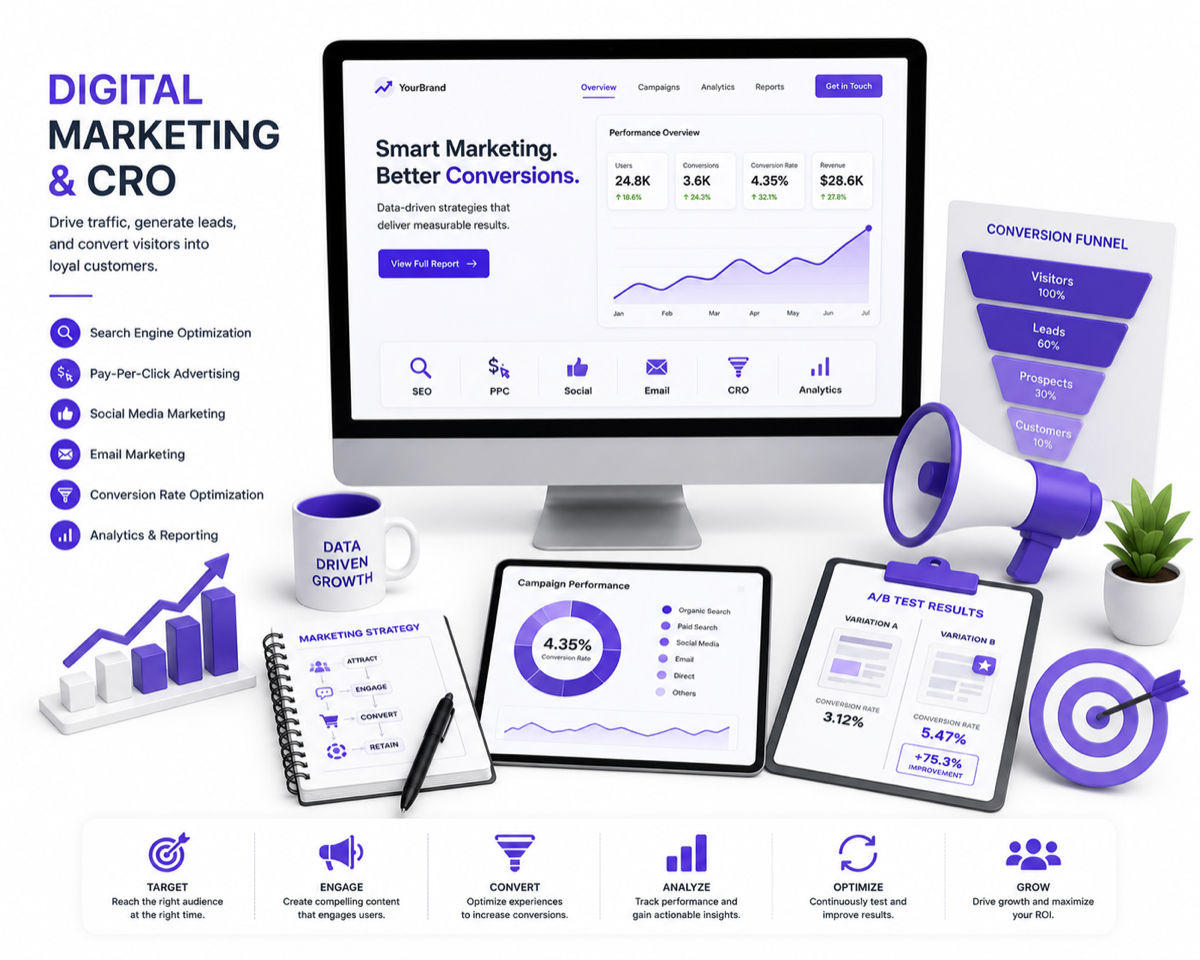 DIGITAL
MARKETING
& CRO
Drive traffic, generate leads,
and convert visitors into
loyal customers.
Search Engine Optimization
Pay-Per-Click Advertising
Social Media Marketing
Email Marketing
Conversion Rate Optimization
Analytics & Reporting
YourBrand
Overview
Campaigns
Analytics
Reports
Get in Touch
Smart Marketing.
Better Conversions.
Data-driven strategies that
deliver measurable results.
View Full Report →
Performance Overview
Users
24.8K
↑ 18.6%
Conversions
3.6K
↑ 24.3%
Conversion Rate
4.35%
↑ 32.1%
Revenue
$28.6K
↑ 27.8%
Jan Feb Mar Apr May Jun Jul
SEO
PPC
Social
Email
CRO
Analytics
CONVERSION FUNNEL
Visitors
100%
Leads
60%
Prospects
30%
Customers
10%
DATA
DRIVEN
GROWTH
MARKETING STRATEGY
ATTRACT
ENGAGE
CONVERT
RETAIN
Campaign Performance
4.35%
Conversion Rate
Organic Search
Paid Search
Social Media
Email
Direct
Others
A/B TEST RESULTS
VARIATION A
CONVERSION RATE
3.12%
VARIATION B
CONVERSION RATE
5.47%
+75.3%
IMPROVEMENT
TARGET
Reach the right audience
at the right time.
ENGAGE
Create compelling content
that engages users.
CONVERT
Optimize experiences
to increase conversions.
ANALYZE
Track performance and
gain actionable insights.
OPTIMIZE
Continuously test and
improve results.
GROW
Drive growth and maximize
your ROI.